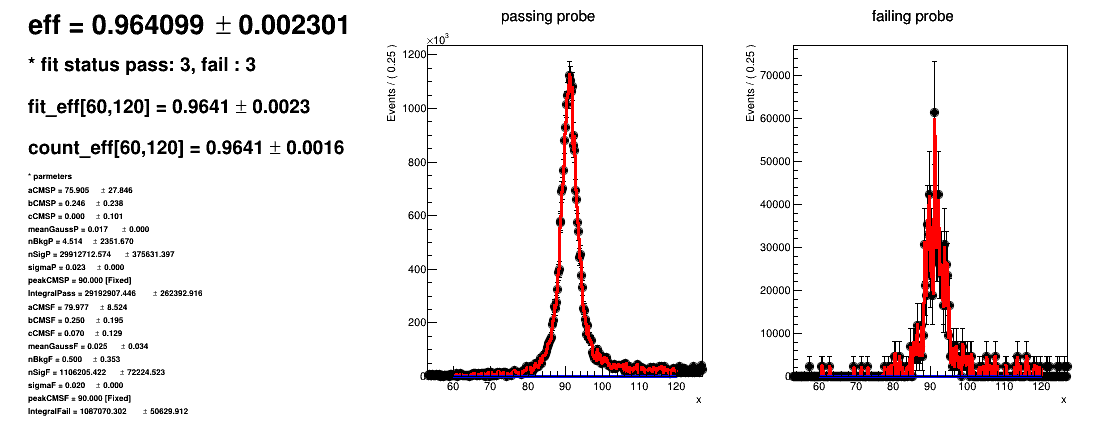 eff = 0.964099 ± 0.002301
* fit status pass: 3, fail : 3
fit_eff[60,120] = 0.9641 ± 0.0023
count_eff[60,120] = 0.9641 ± 0.0016
* parmeters
aCMSP = 75.905 ± 27.846
bCMSP = 0.246 ± 0.238
cCMSP = 0.000 ± 0.101
meanGaussP = 0.017 ± 0.000
nBkgP = 4.514 ± 2351.670
nSigP = 29912712.574 ± 375631.397
sigmaP = 0.023 ± 0.000
peakCMSP = 90.000 [Fixed]
IntegralPass = 29192907.446 ± 262392.916
aCMSF = 79.977 ± 8.524
bCMSF = 0.250 ± 0.195
cCMSF = 0.070 ± 0.129
meanGaussF = 0.025 ± 0.034
nBkgF = 0.500 ± 0.353
nSigF = 1106205.422 ± 72224.523
sigmaF = 0.020 ± 0.000
peakCMSF = 90.000 [Fixed]
IntegralFail = 1087070.302 ± 50629.912
passing probe
×10³
Events / ( 0.25 )
1200
1000
800
600
400
200
0
60 70 80 90 100 110 120
x
failing probe
Events / ( 0.25 )
70000
60000
50000
40000
30000
20000
10000
0
60 70 80 90 100 110 120
x